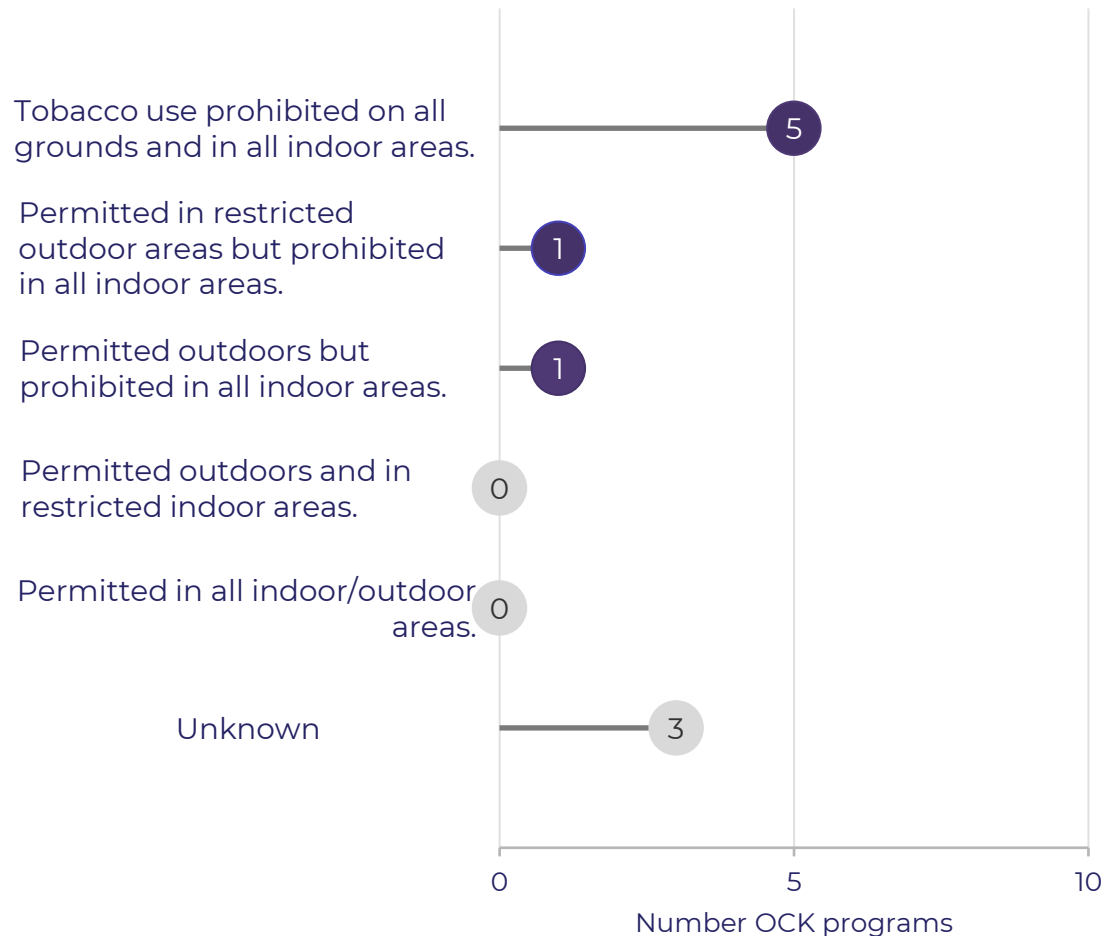 Tobacco use prohibited on all
grounds and in all indoor areas.
5
Permitted in restricted
outdoor areas but prohibited
in all indoor areas.
1
Permitted outdoors but
prohibited in all indoor areas.
1
Permitted outdoors and in
restricted indoor areas.
0
Permitted in all indoor/outdoor
areas.
0
Unknown
3
0 5 10
Number OCK programs